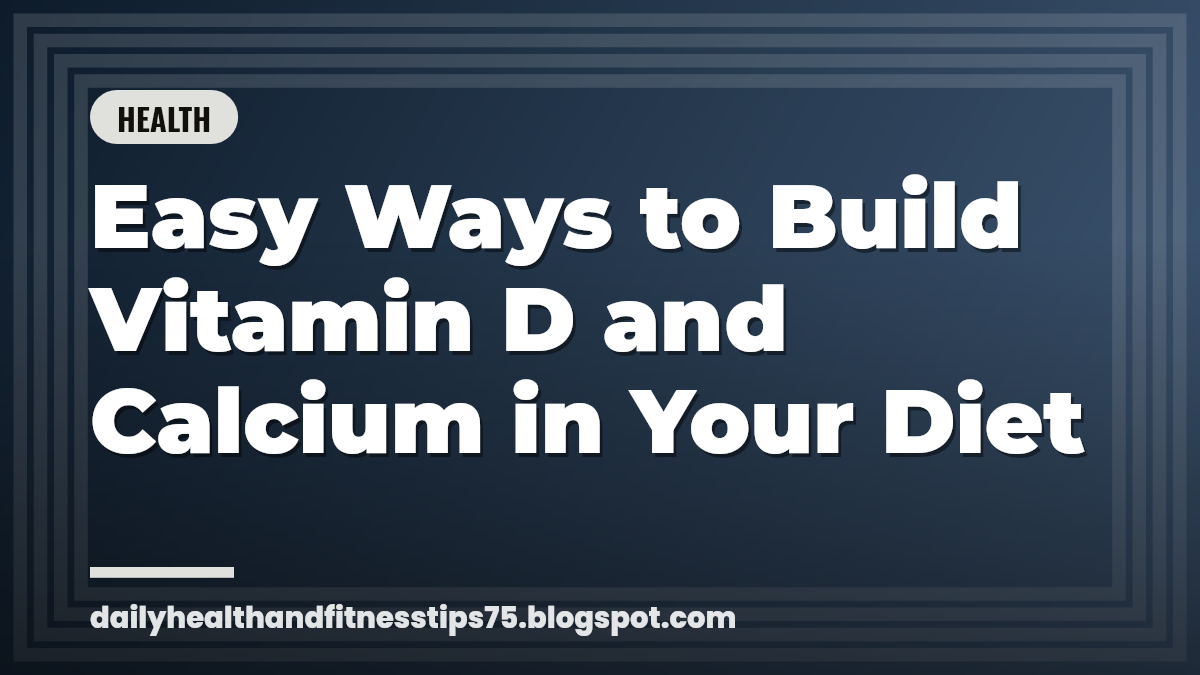 HEALTH
Easy Ways to Build
Vitamin D and
Calcium in Your Diet
dailyhealthandfitnesstips75.blogspot.com